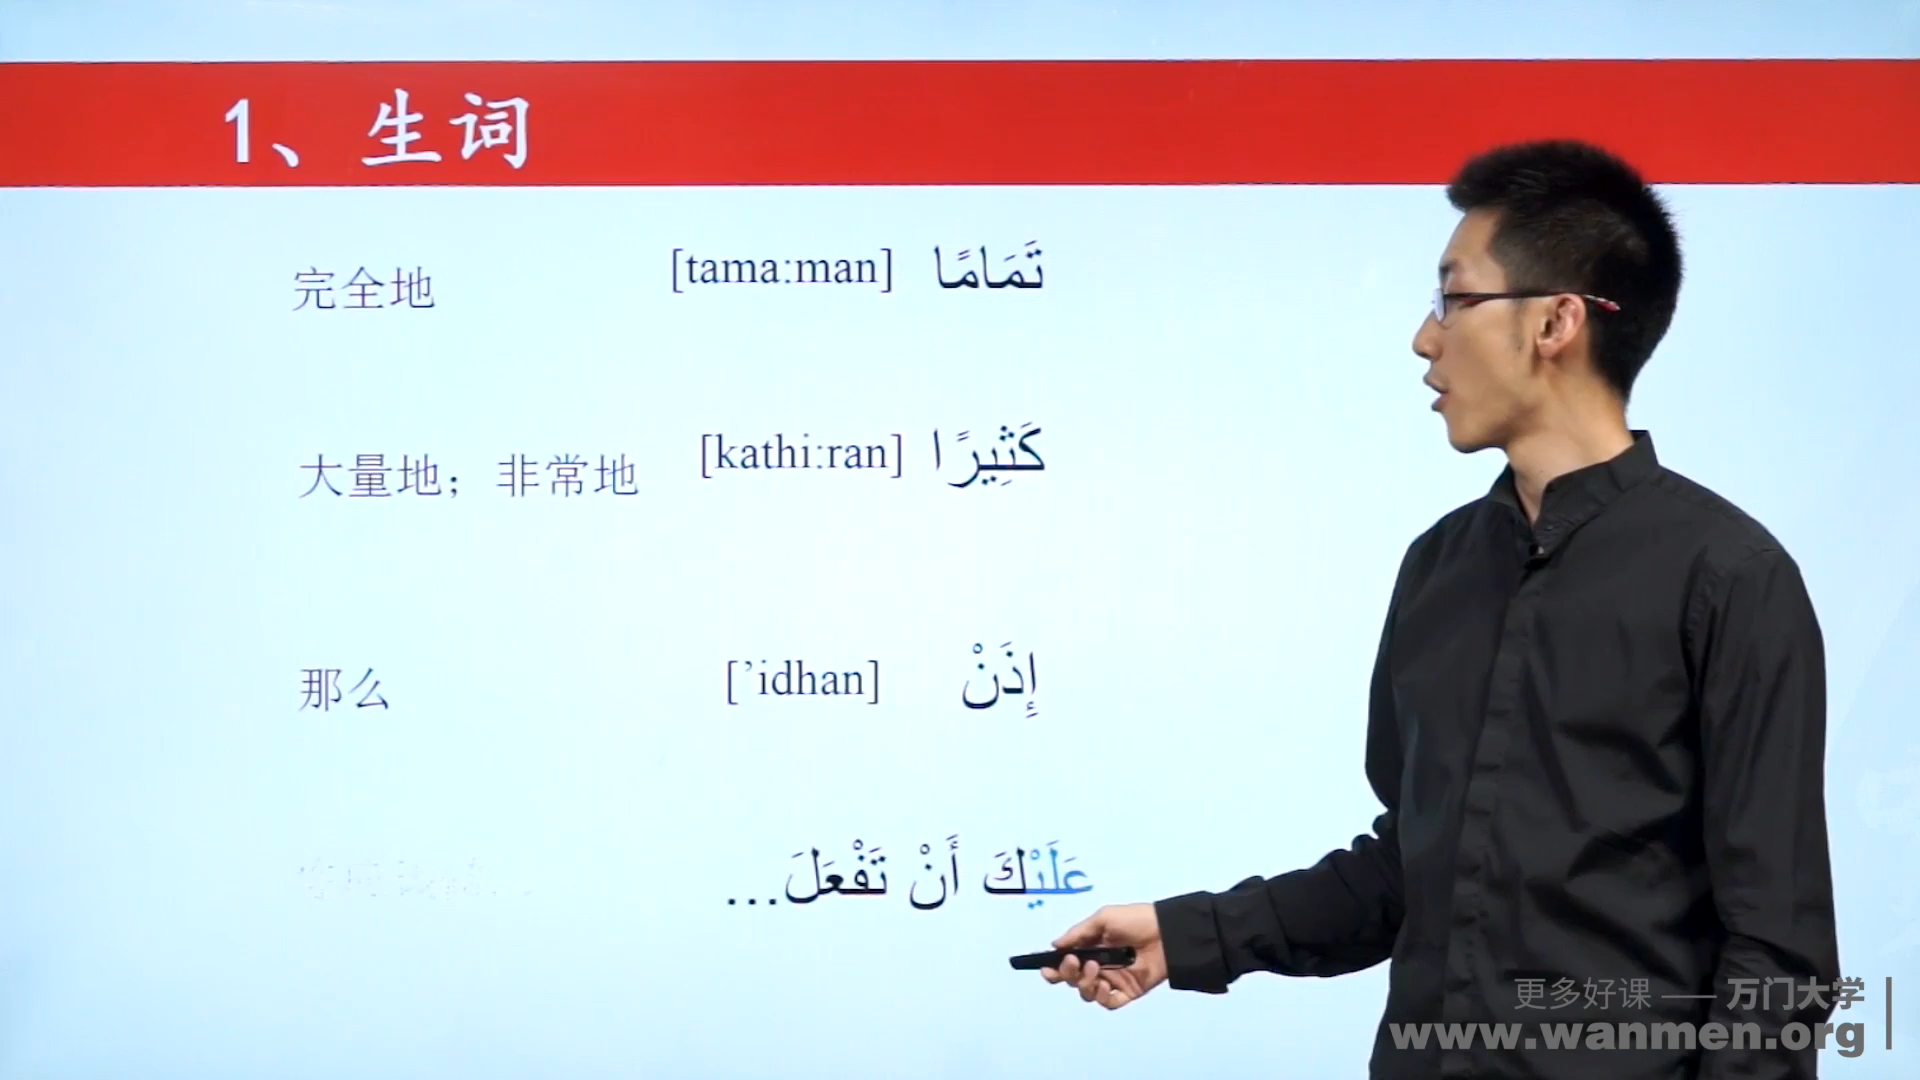 1、生词
完全地 [tama:man] تَمَامًا
大量地；非常地 [kathi:ran] كَثِيرًا
那么 [’idhan] إِذَنْ
عَلَيْكَ أَنْ تَفْعَلَ...
更多好课 —— 万门大学
www.wanmen.org